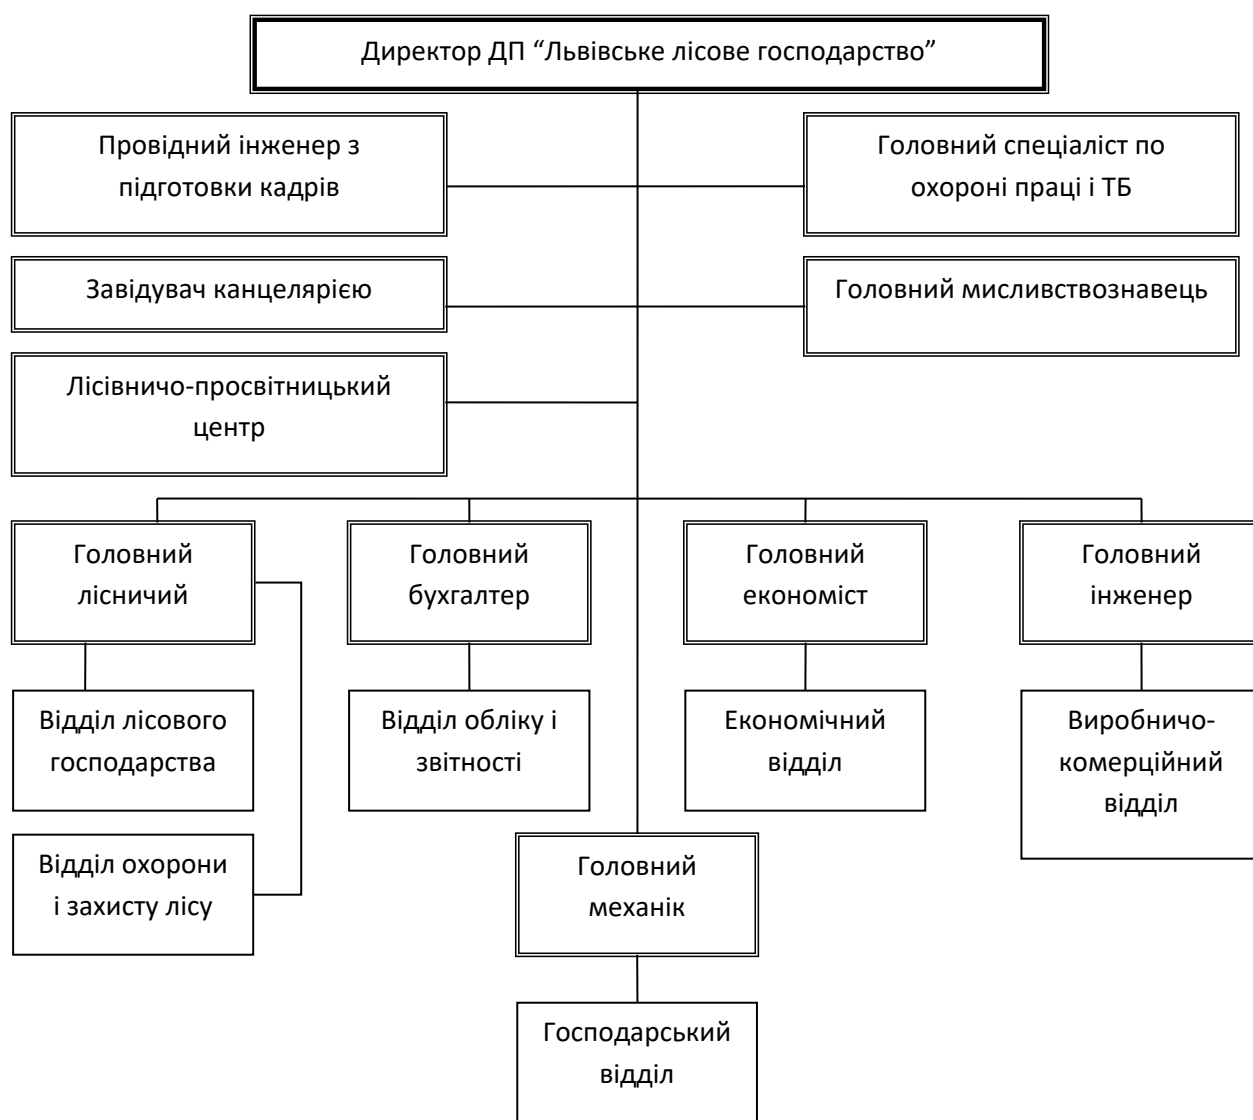 Директор ДП “Львівське лісове господарство”
Провідний інженер з
підготовки кадрів
Головний спеціаліст по
охороні праці і ТБ
Завідувач канцелярією
Головний мисливствознавець
Лісівничо-просвітницький
центр
Головний
лісничий
Головний
бухгалтер
Головний
економіст
Головний
інженер
Відділ лісового
господарства
Відділ обліку і
звітності
Економічний
відділ
Виробничо-
комерційний
відділ
Відділ охорони
і захисту лісу
Головний
механік
Господарський
відділ